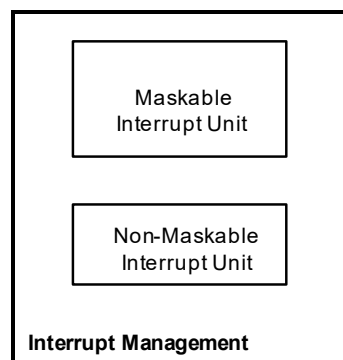 Maskable
Interrupt Unit
Non-Maskable
Interrupt Unit
Interrupt Management